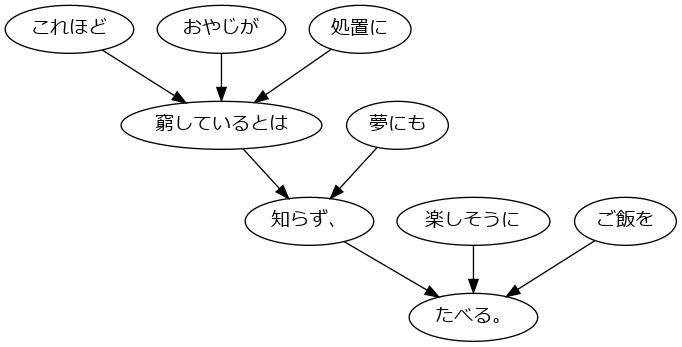 これほど おやじが 処置に
窮しているとは 夢にも
知らず、 楽しそうに ご飯を
たべる。